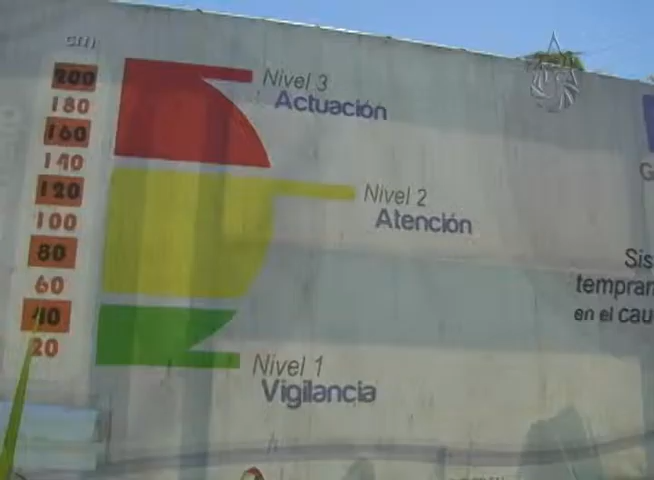 cm
200
180
160
140
120
100
80
60
40
20
Nivel 3
Actuación
Nivel 2
Atención
Nivel 1
Vigilancia
G
Sis
tempran
en el cau